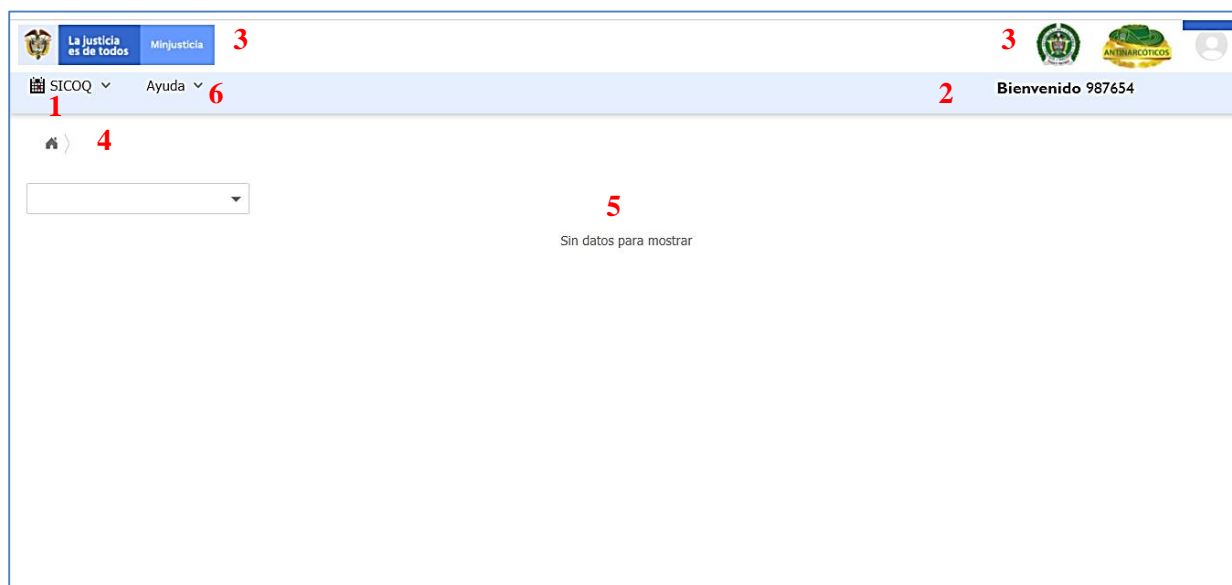 La justicia
es de todos
Minjusticia
3
3
ANTINARCÓTICOS
SICOQ
Ayuda
6
2
Bienvenido 987654
1
4
5
Sin datos para mostrar